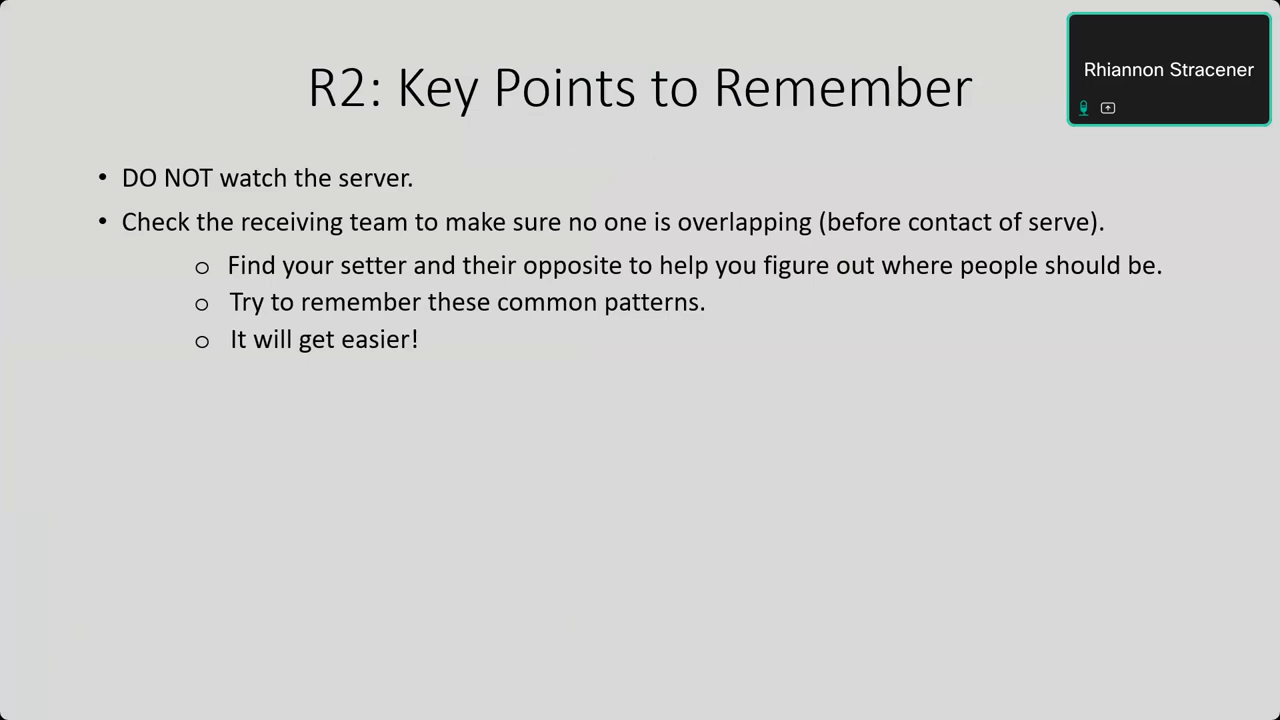 R2: Key Points to Remember
Rhiannon Stracener
• DO NOT watch the server.
• Check the receiving team to make sure no one is overlapping (before contact of serve).
o Find your setter and their opposite to help you figure out where people should be.
o Try to remember these common patterns.
o It will get easier!